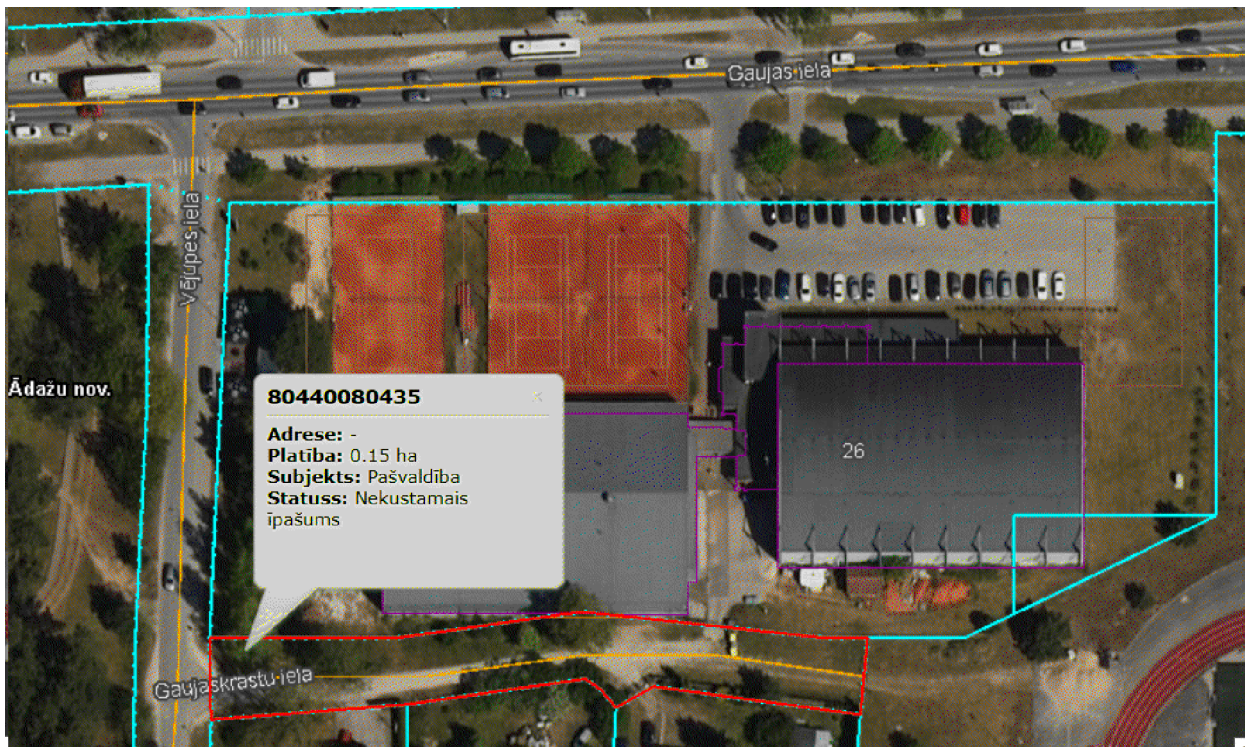 Gaujas iela
Vējupes iela
Ādažu nov.
80440080435
Adrese: -
Platība: 0.15 ha
Subjekts: Pašvaldība
Statuss: Nekustamais
īpašums
26
Gaujaskrastu iela